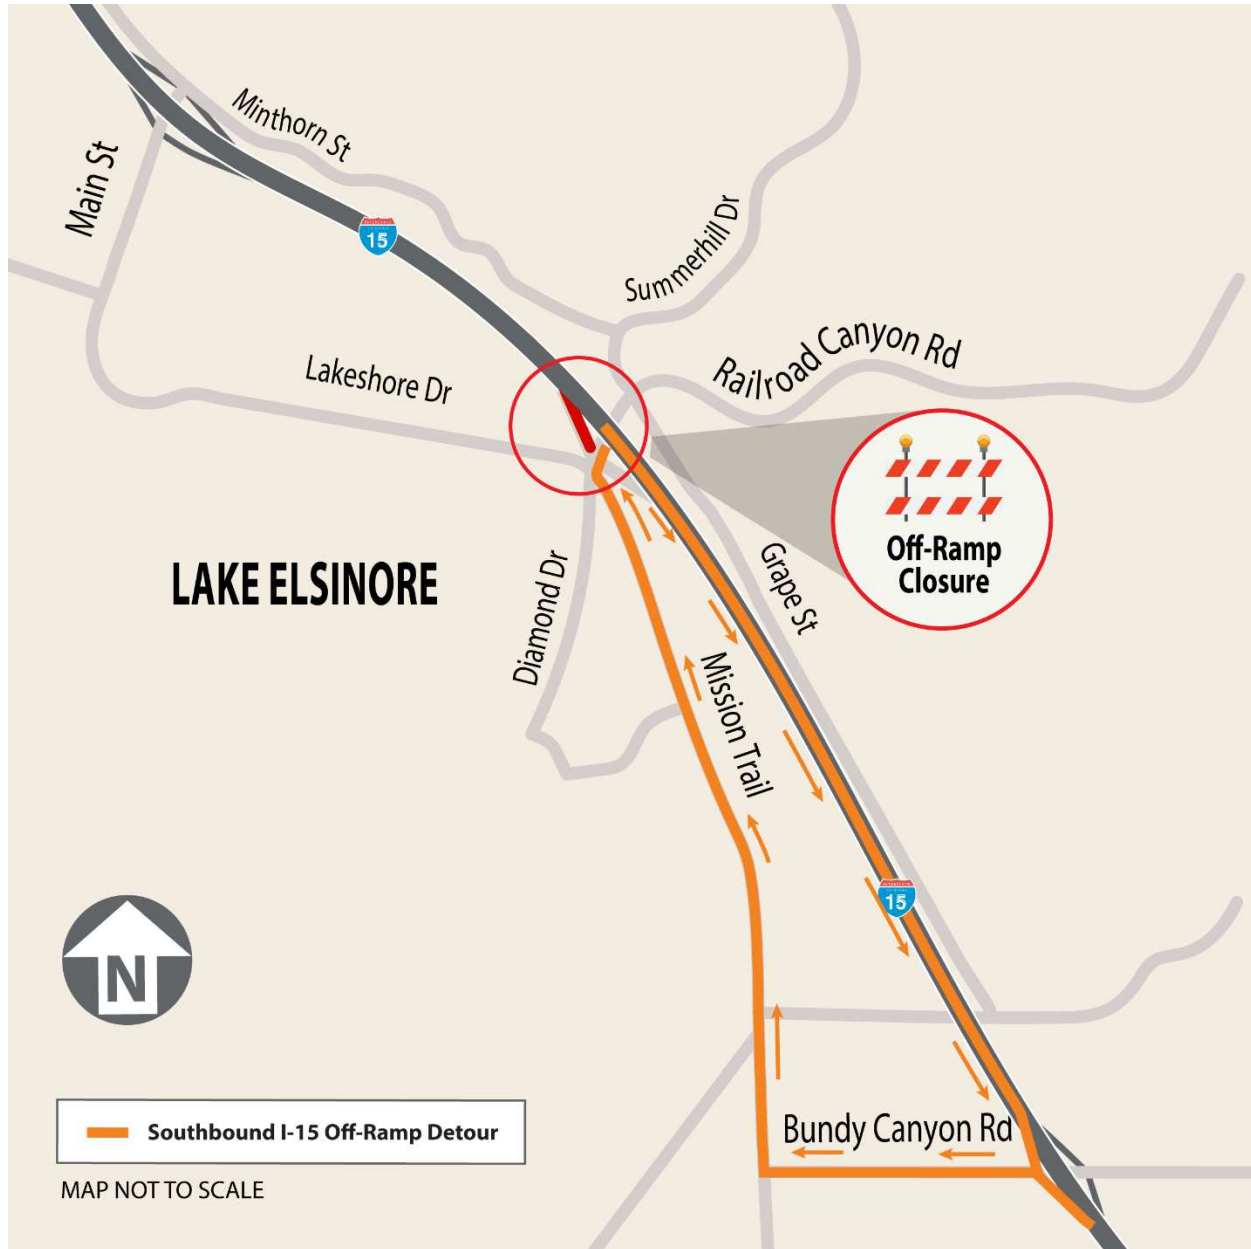 Minthorn St
Main St
15
Summerhill Dr
Railroad Canyon Rd
Lakeshore Dr
Off-Ramp
Closure
LAKE ELSINORE
Diamond Dr
Grape St
Mission Trail
15
N
Bundy Canyon Rd
Southbound I-15 Off-Ramp Detour
MAP NOT TO SCALE